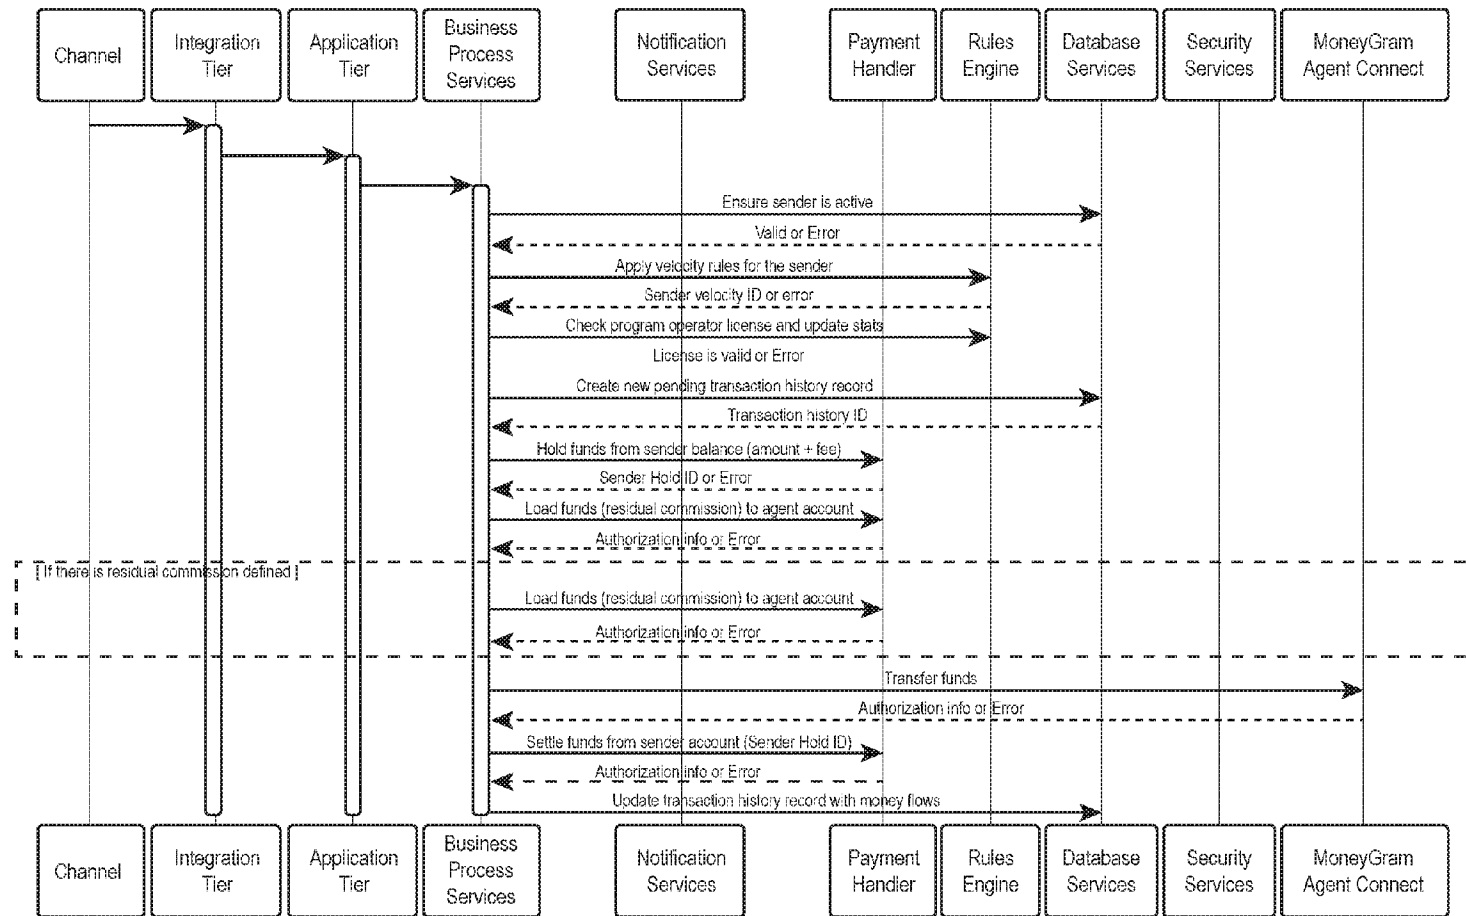 Channel
Integration
Tier
Application
Tier
Business
Process
Services
Notification
Services
Payment
Handler
Rules
Engine
Database
Services
Security
Services
MoneyGram
Agent Connect
Ensure sender is active
Valid or Error
Apply velocity rules for the sender
Sender velocity ID or error
Check program operator license and update stats
License is valid or Error
Create new pending transaction history record
Transaction history ID
Hold funds from sender balance (amount + fee)
Sender Hold ID or Error
Load funds (residual commission) to agent account
Authorization info or Error
[ If there is residual commission defined ]
Load funds (residual commission) to agent account
Authorization info or Error
Transfer funds
Authorization info or Error
Settle funds from sender account (Sender Hold ID)
Authorization info or Error
Update transaction history record with money flows
Channel
Integration
Tier
Application
Tier
Business
Process
Services
Notification
Services
Payment
Handler
Rules
Engine
Database
Services
Security
Services
MoneyGram
Agent Connect